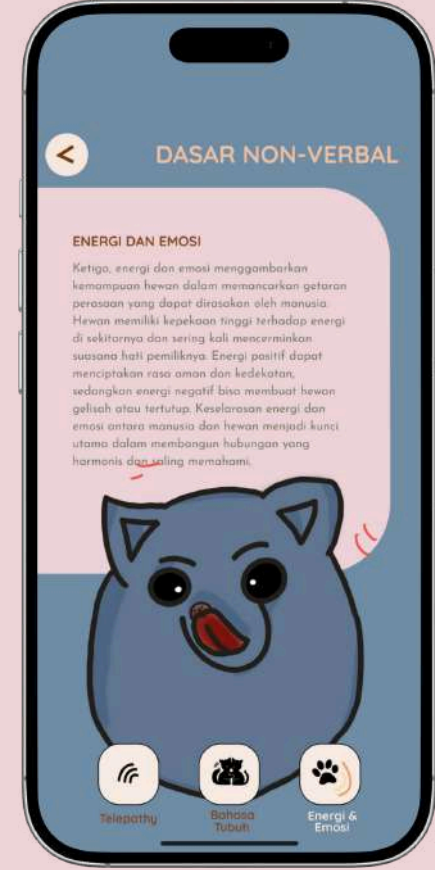 DASAR NON-VERBAL
ENERGI DAN EMOSI
Ketiga, energi dan emosi menggambarkan
kemampuan hewan dalam memancarkan getaran
perasaan yang dapat dirasakan oleh manusia.
Hewan memiliki kepekaan tinggi terhadap energi
di sekitarnya dan sering kali mencerminkan
suasana hati pemiliknya. Energi positif dapat
menciptakan rasa aman dan kedekatan,
sedangkan energi negatif bisa membuat hewan
gelisah atau tertutup. Keselarasan energi dan
emosi antara manusia dan hewan menjadi kunci
utama dalam membangun hubungan yang
harmonis dan saling memahami.
Telepathy
Bahasa
Tubuh
Energi &
Emosi